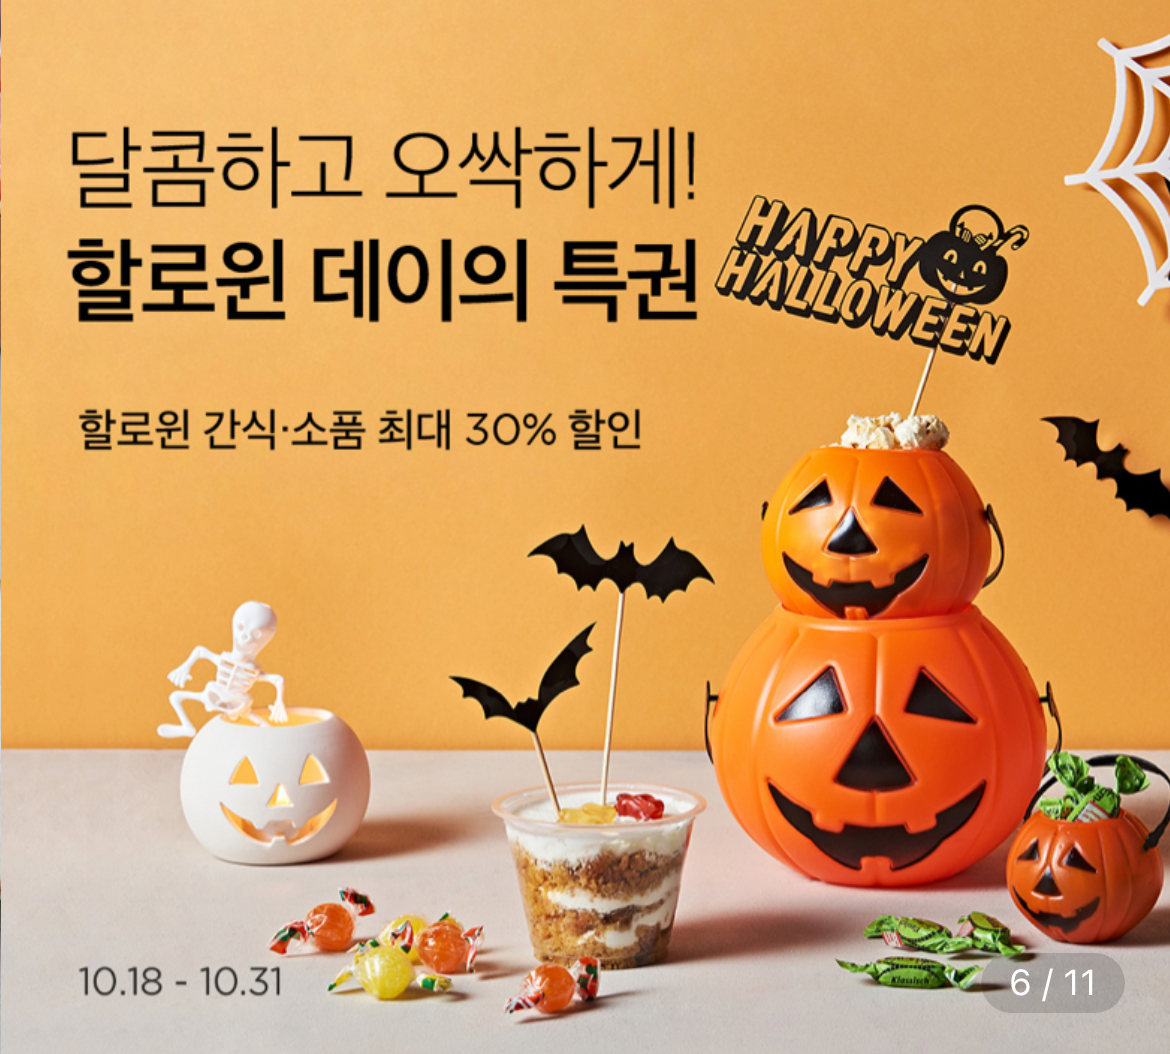 달콤하고 오싹하게!
할로윈 데이의 특권
HAPPY
HALLOWEEN
할로윈 간식·소품 최대 30% 할인
10.18 - 10.31
Klassisch
6 / 11